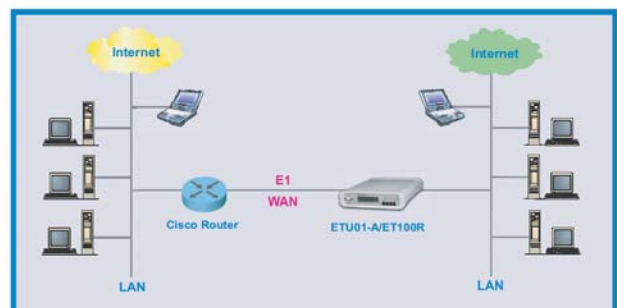 Internet
Internet
E1
WAN
Cisco Router
ETU01-A/ET100R
LAN
LAN